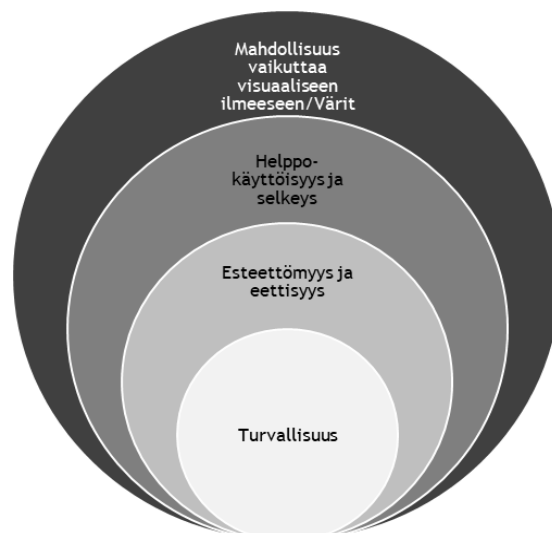 Mahdollisuus
vaikuttaa
visuaaliseen
ilmeeseen/Värit
Helppo-
käyttöisyys ja
selkeys
Esteettömyys ja
eettisyys
Turvallisuus